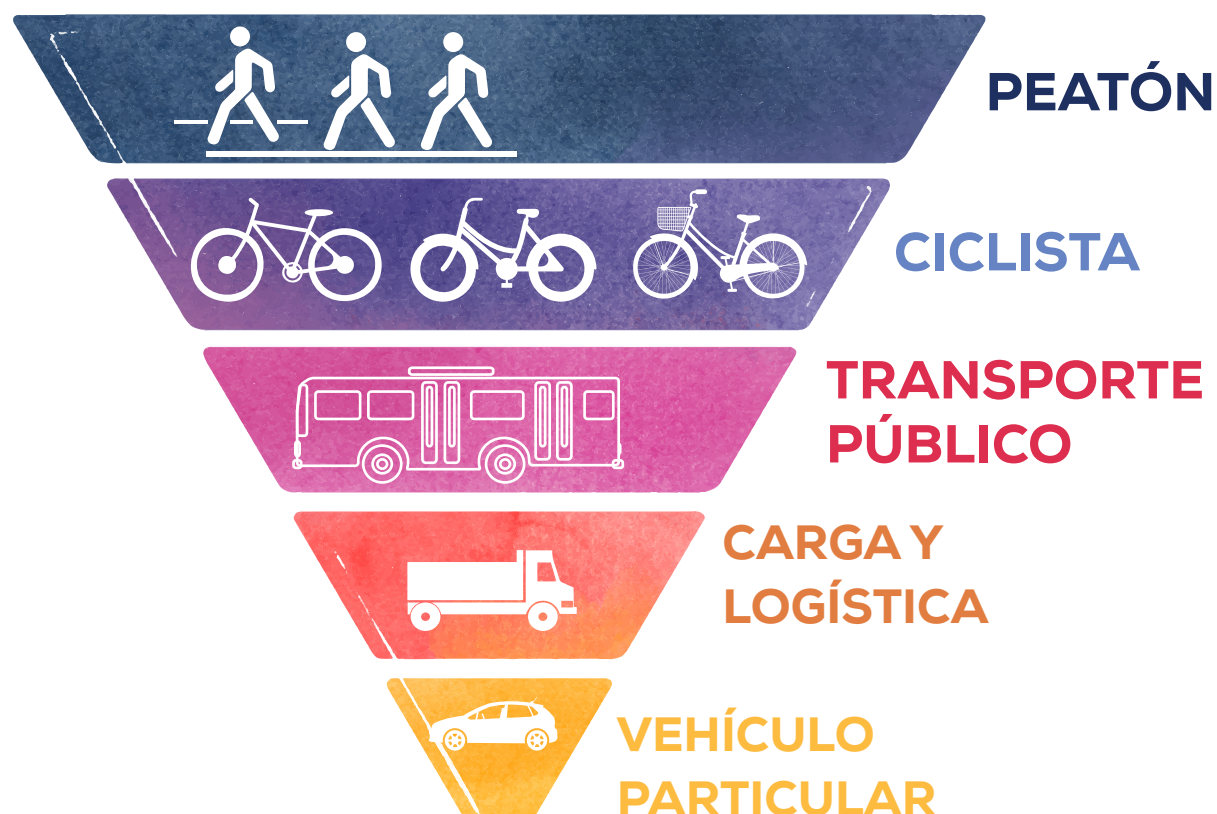 PEATÓN
CICLISTA
TRANSPORTE
PÚBLICO
CARGA Y
LOGÍSTICA
VEHÍCULO
PARTICULAR